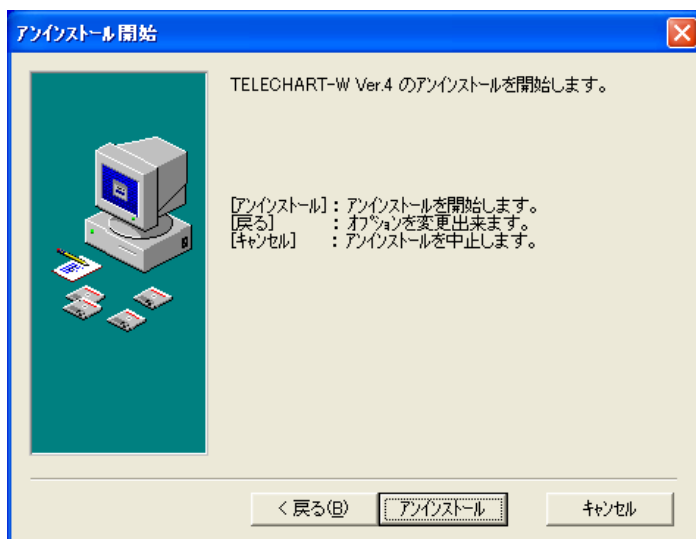 アンインストール開始
TELECHART-W Ver.4 のアンインストールを開始します。
[アンインストール]：アンインストールを開始します。
[戻る]　　　　：オプションを変更出来ます。
[キャンセル]　　：アンインストールを中止します。
< 戻る(B)
アンインストール
キャンセル